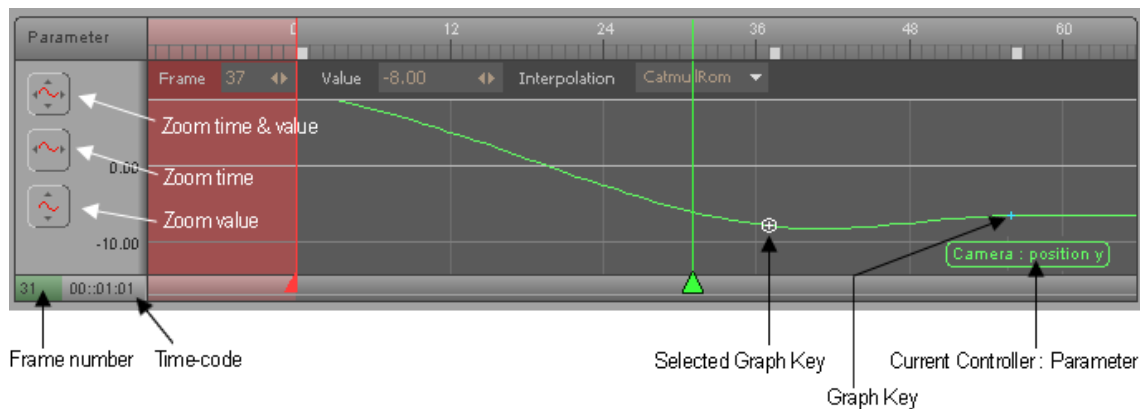 Parameter
0 12 24 36 48 60
Frame 37 Value -8.00 Interpolation CatmullRom
Zoom time & value
0.00
Zoom time
Zoom value
-10.00
Camera : position y
31 00::01:01
Frame number Time-code Selected Graph Key Current Controller : Parameter
Graph Key